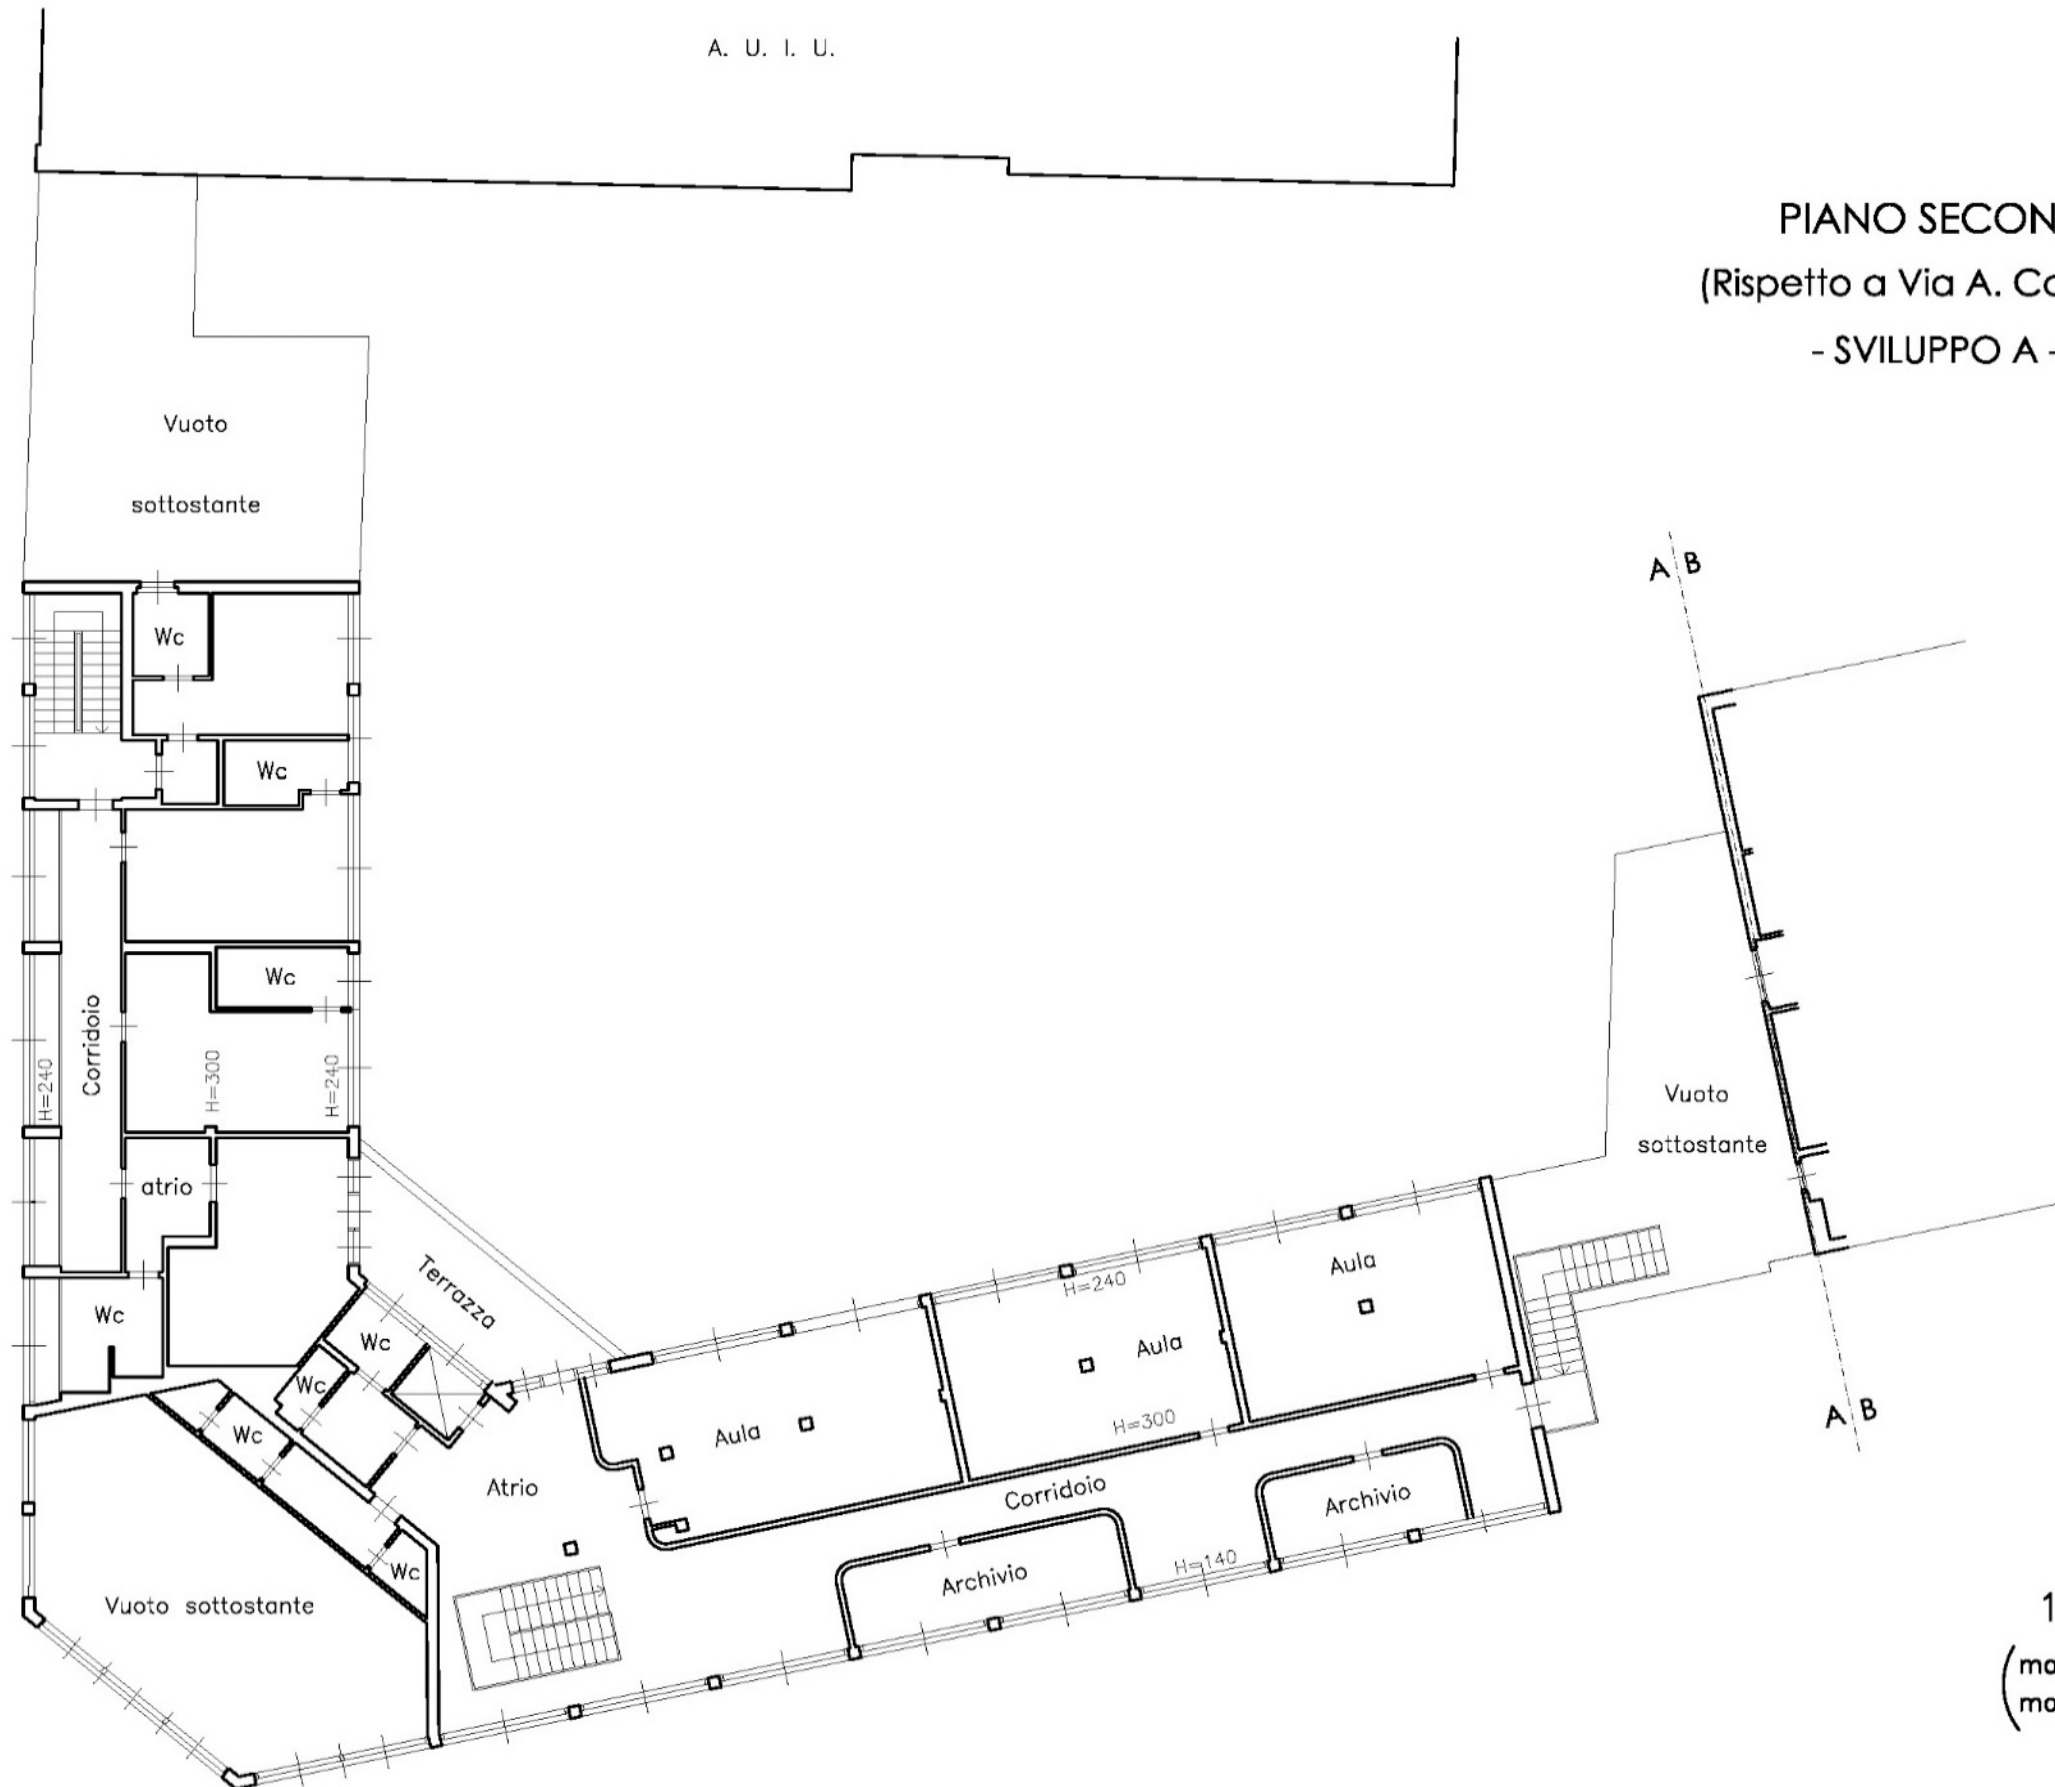 A. U. I. U.
PIANO SECON
(Rispetto a Via A. Co
- SVILUPPO A -
Vuoto
sottostante
A B
Wc
Wc
Wc
Corridoio
H=240
H=300
H=240
Vuoto
sottostante
atrio
Terrazza
Aula
H=240
Wc
Wc
Aula
Wc
Aula
H=300
A B
Wc
Atrio
Corridoio
Archivio
Wc
Archivio
H=140
Vuoto sottostante
1
(ma
ma